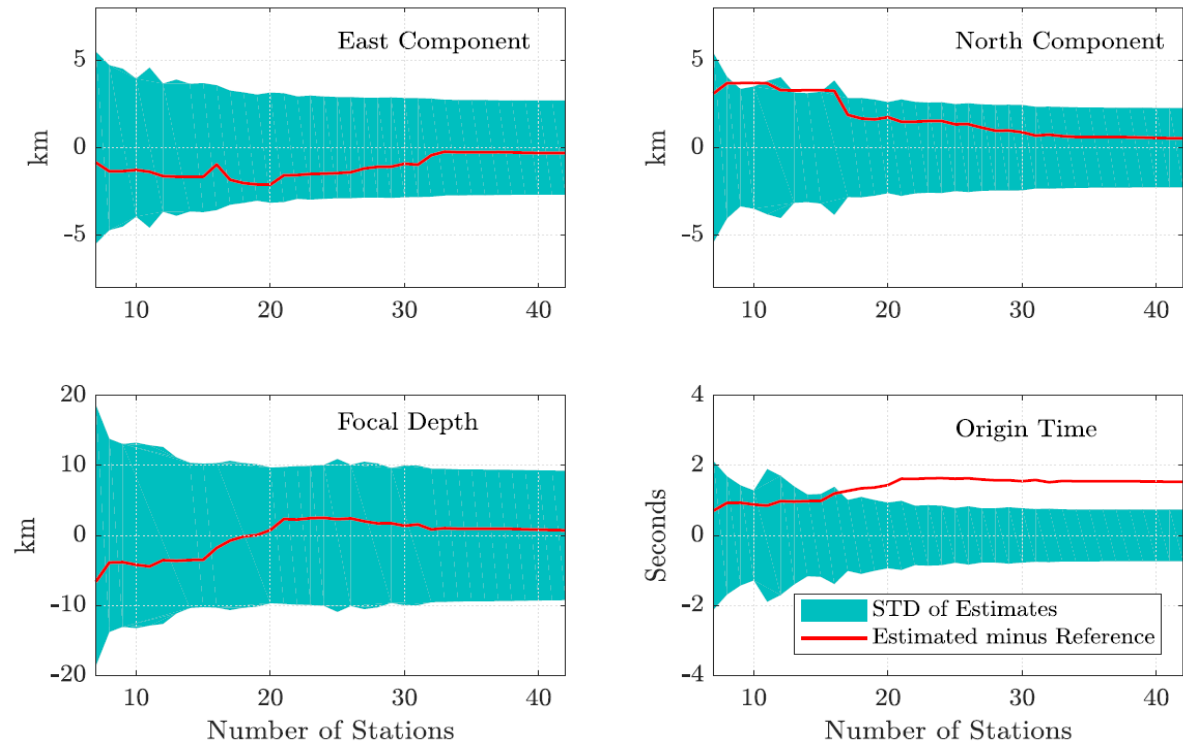 East Component
5
0
-5
km
10
20
30
40
North Component
5
0
-5
km
10
20
30
40
Focal Depth
20
10
0
-10
-20
km
10
20
30
40
Number of Stations
Origin Time
4
2
0
-2
-4
Seconds
STD of Estimates
Estimated minus Reference
10
20
30
40
Number of Stations